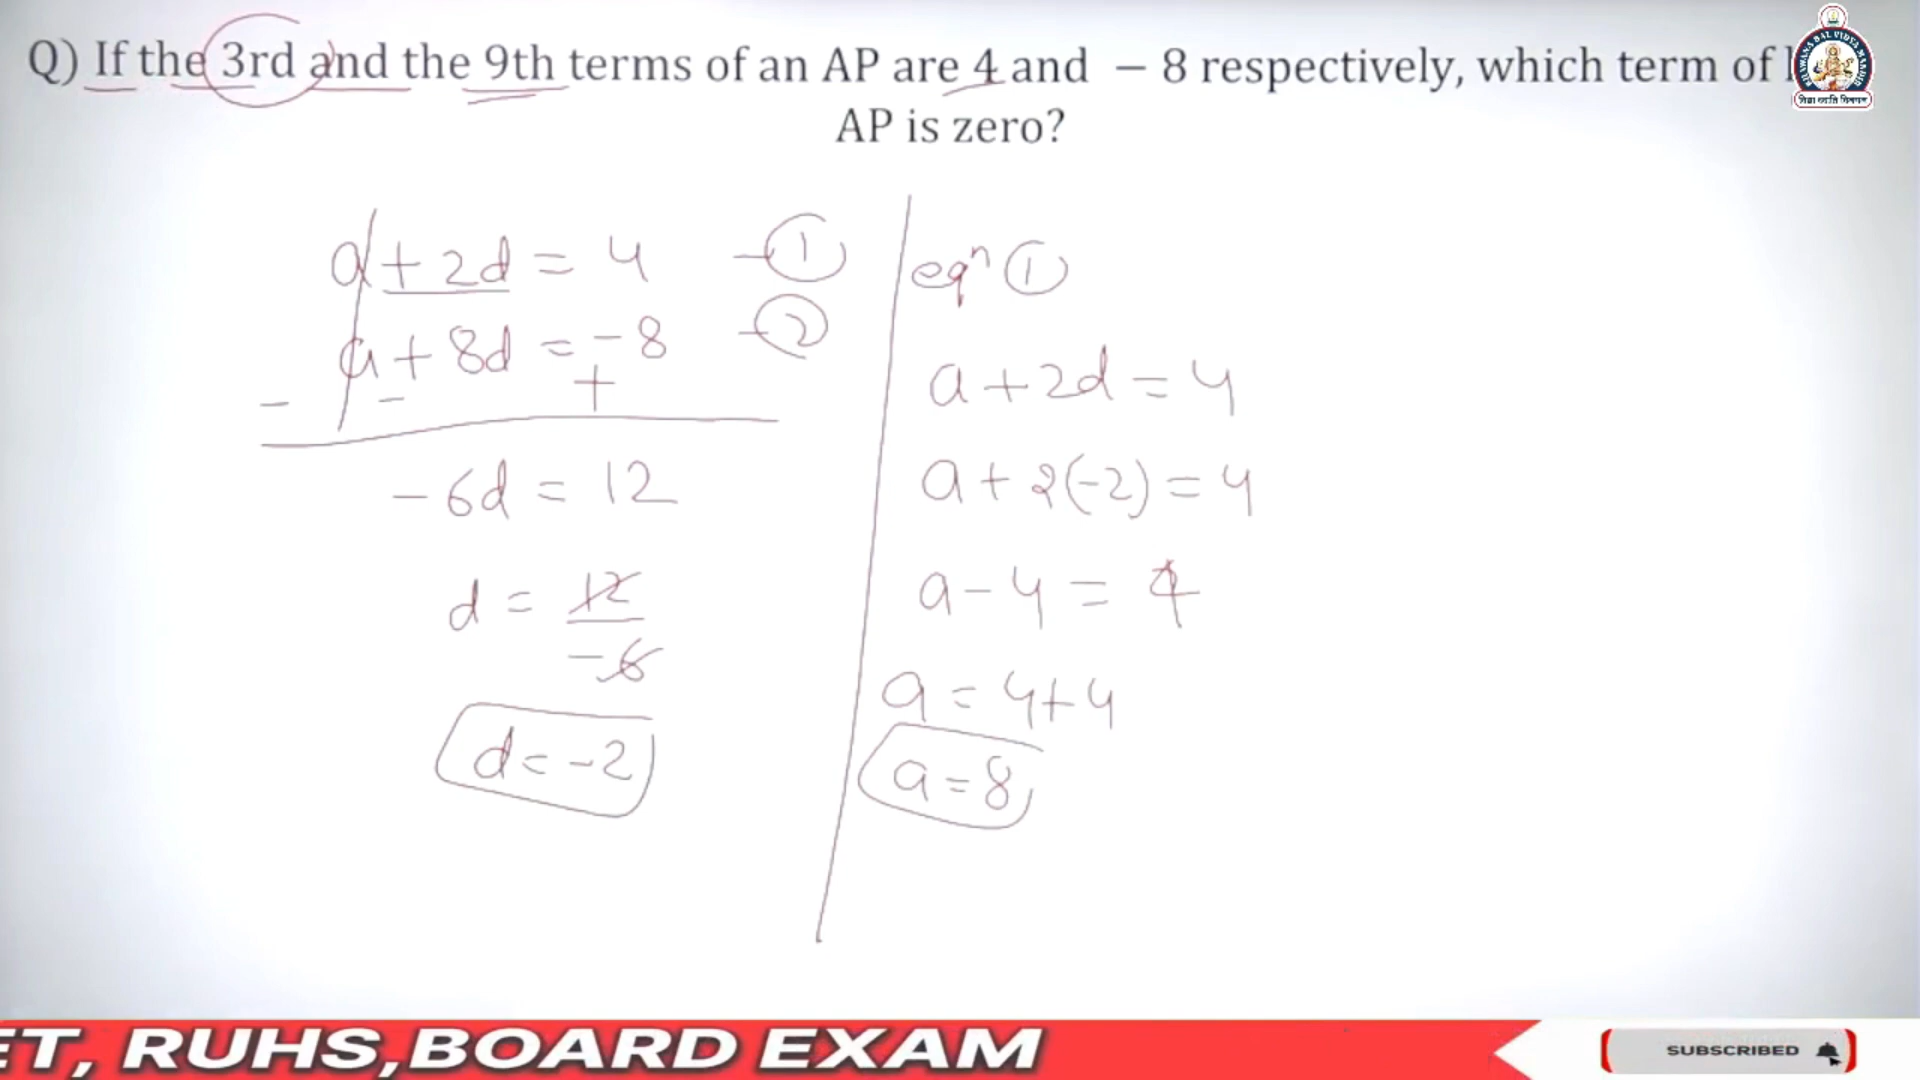 Q) If the 3rd and the 9th terms of an AP are 4 and − 8 respectively, which term of
AP is zero?
a + 2d = 4 - ①
a + 8d = -8 - ②
- - +
-6d = 12
d = 12
-6
d = -2
eqⁿ ①
a + 2d = 4
a + 2(-2) = 4
a - 4 = 4
a = 4+4
a = 8
ET, RUHS,BOARD EXAM
SUBSCRIBED